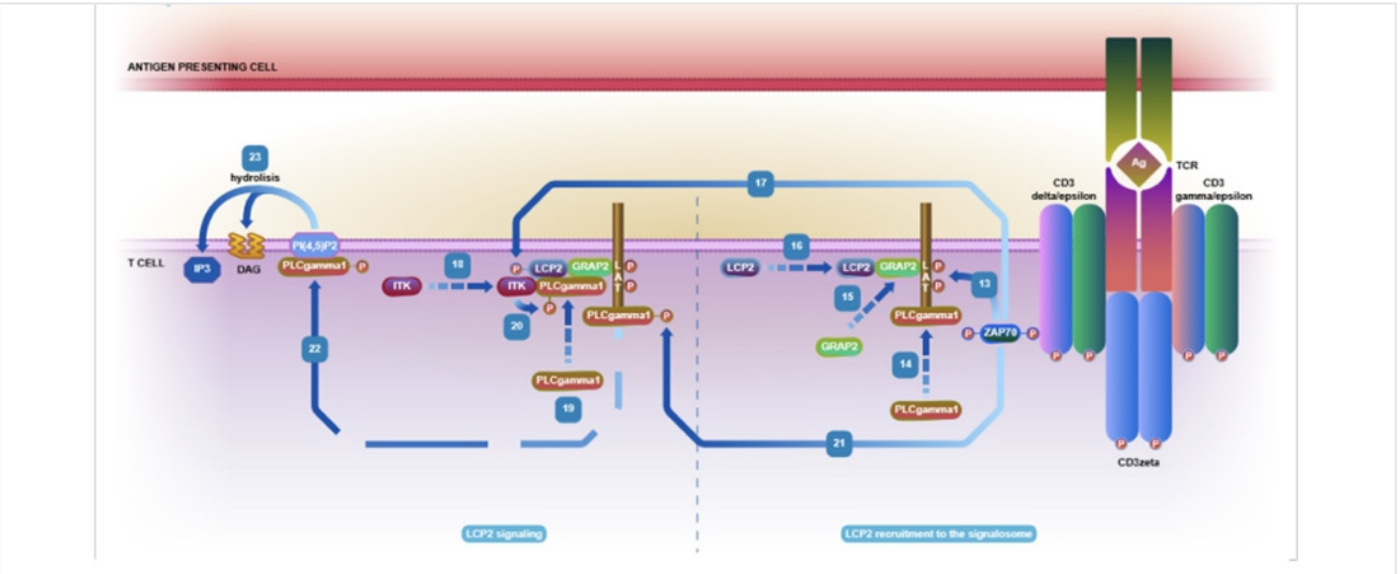 ANTIGEN PRESENTING CELL
23
hydrolisis
17
Ag
TCR
CD3
delta/epsilon
CD3
gamma/epsilon
T CELL
IP3
DAG
PI(4,5)P2
PLCgamma1
P
ITK
18
P
LCP2
GRAP2
ITK
PLCgamma1
P
20
LAT
P
P
PLCgamma1
P
16
LCP2
LCP2
GRAP2
LAT
P
P
13
15
GRAP2
PLCgamma1
P
ZAP70
P
22
PLCgamma1
19
14
PLCgamma1
21
P
P
P
P
P
P
CD3zeta
LCP2 signaling
LCP2 recruitment to the signalosome